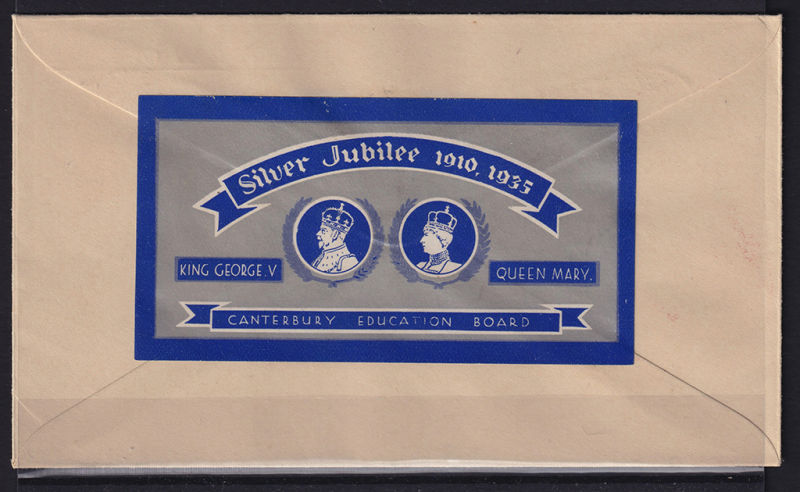 Silver Jubilee 1910, 1935
KING GEORGE.V
QUEEN MARY.
CANTERBURY EDUCATION BOARD